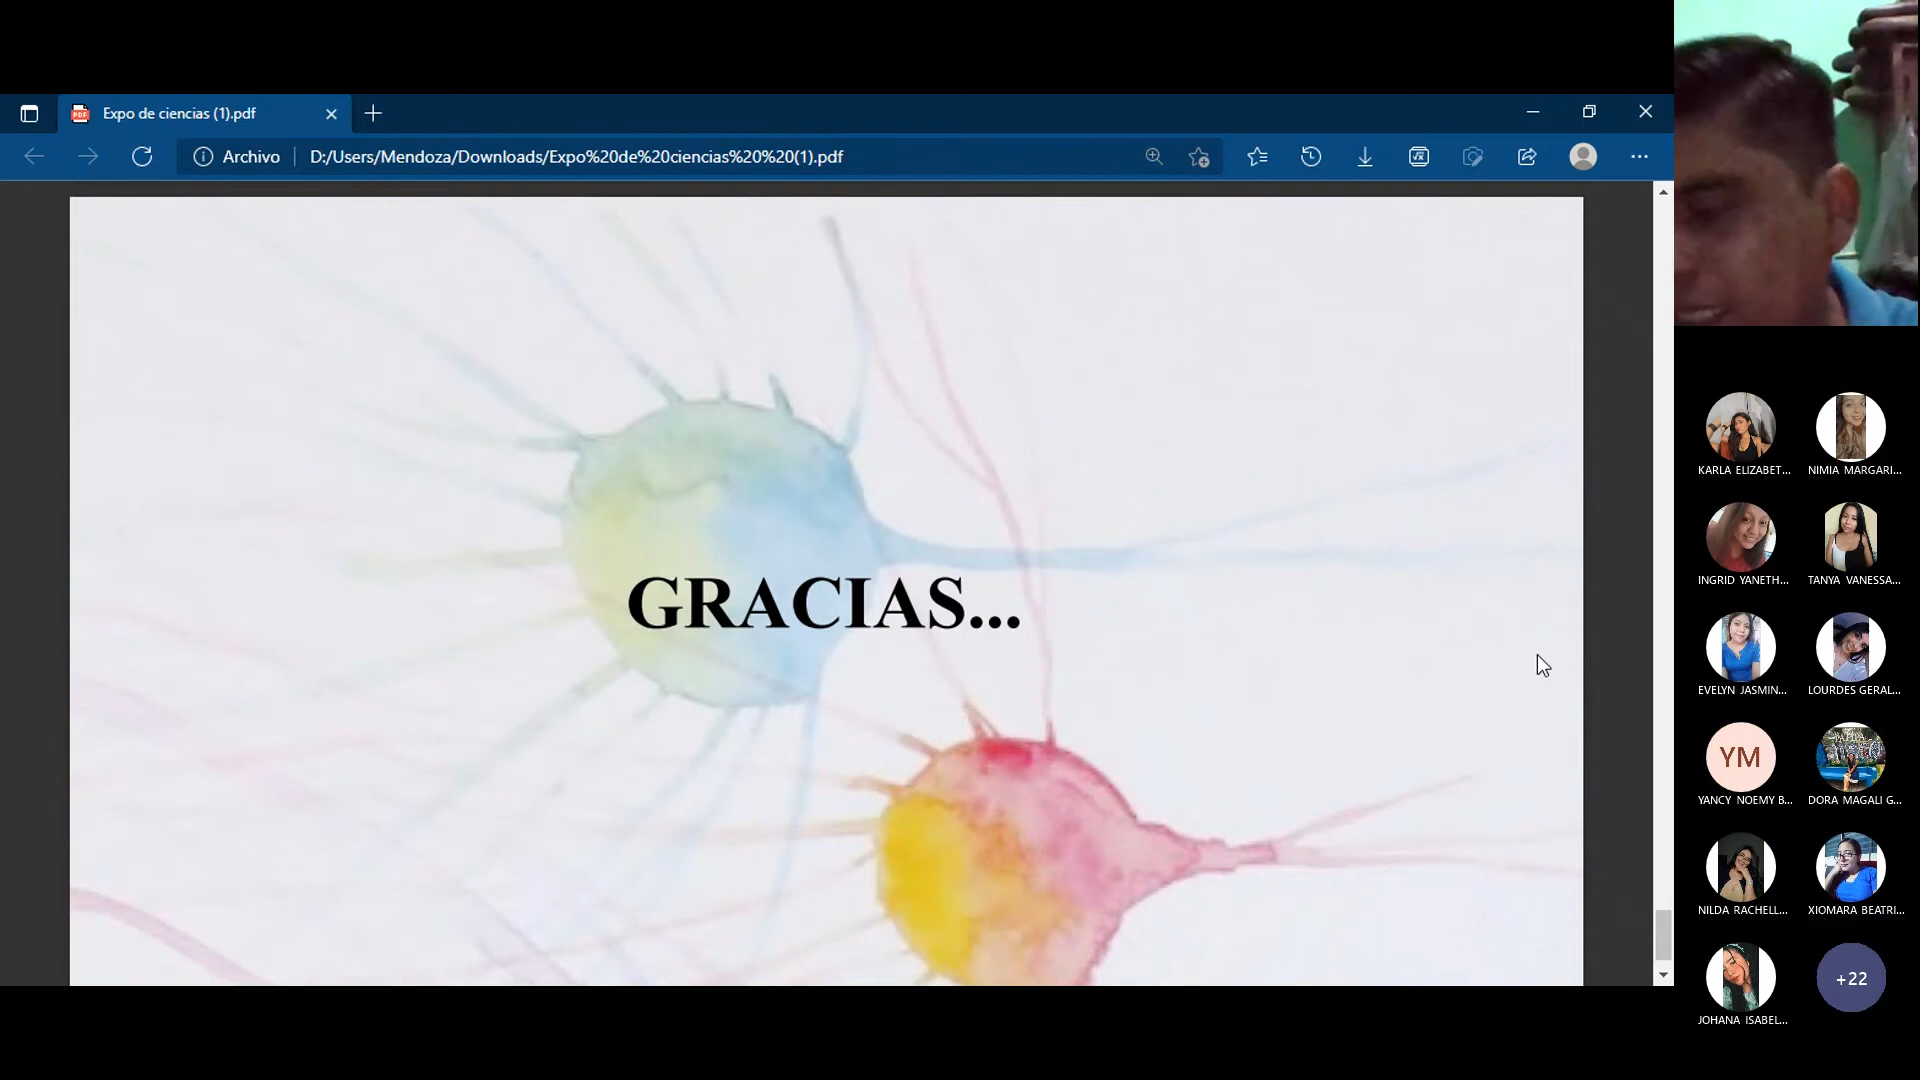 Expo de ciencias (1).pdf
Archivo
D:/Users/Mendoza/Downloads/Expo%20de%20ciencias%20%20(1).pdf
GRACIAS...
KARLA ELIZABET...
NIMIA MARGARI...
INGRID YANETH...
TANYA VANESSA...
EVELYN JASMIN...
LOURDES GERAL...
YM
YANCY NOEMY B...
DORA MAGALI G...
NILDA RACHELL...
XIOMARA BEATRI...
JOHANA ISABEL...
+22